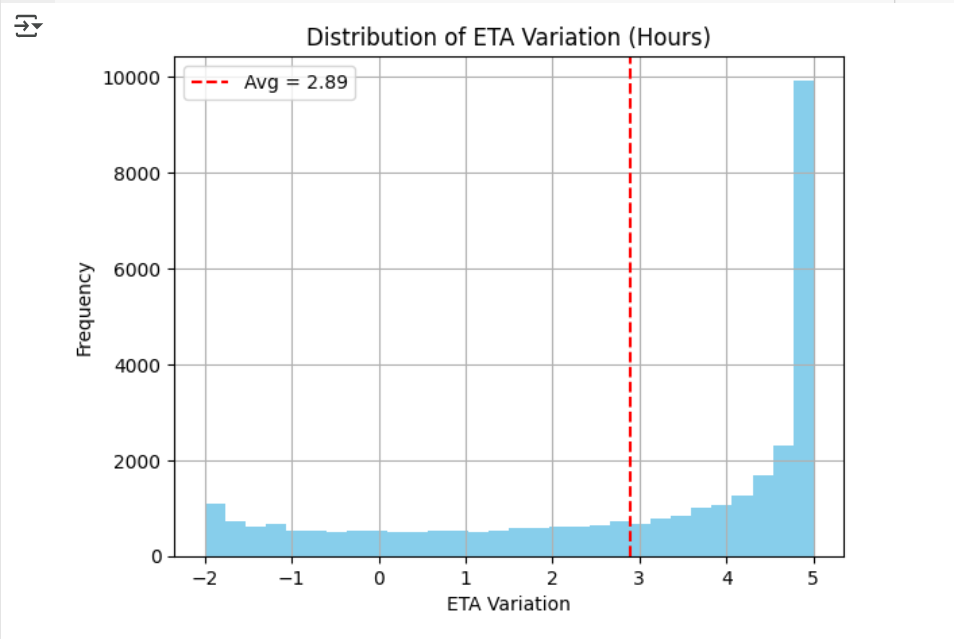 Distribution of ETA Variation (Hours)
Avg = 2.89
10000
8000
6000
4000
2000
0
Frequency
−2 −1 0 1 2 3 4 5
ETA Variation